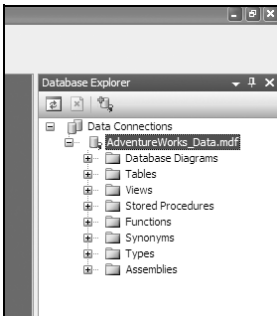 Database Explorer
Data Connections
AdventureWorks_Data.mdf
Database Diagrams
Tables
Views
Stored Procedures
Functions
Synonyms
Types
Assemblies